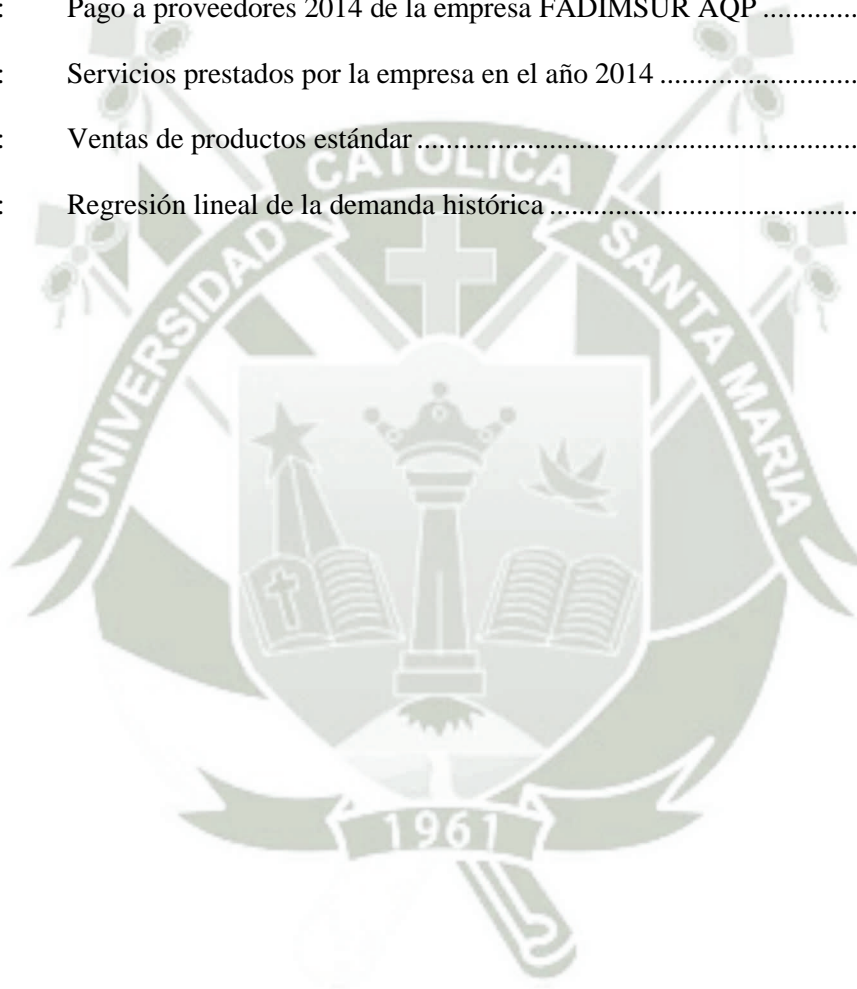 : Pago a proveedores 2014 de la empresa FADIMSUR AQP .............
: Servicios prestados por la empresa en el año 2014 ..........................
: Ventas de productos estándar ..........................................................
: Regresión lineal de la demanda histórica ........................................
UNIVERSIDAD CATOLICA SANTA MARIA
1961